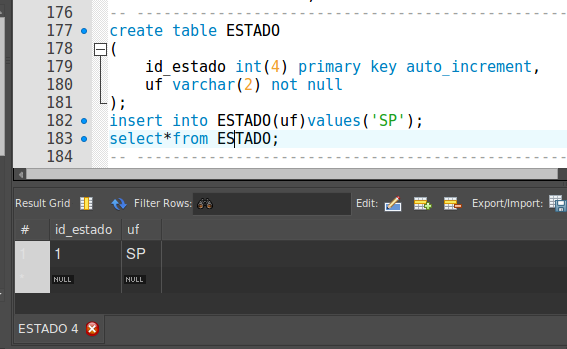 176 -- ------------------------------------------------
177 create table ESTADO
178 (
179 id_estado int(4) primary key auto_increment,
180 uf varchar(2) not null
181 );
182 insert into ESTADO(uf)values('SP');
183 select*from ESTADO;
184 -- ------------------------------------------------
Result Grid Filter Rows: Edit: Export/Import:
# id_estado uf
1 1 SP
* NULL NULL
ESTADO 4